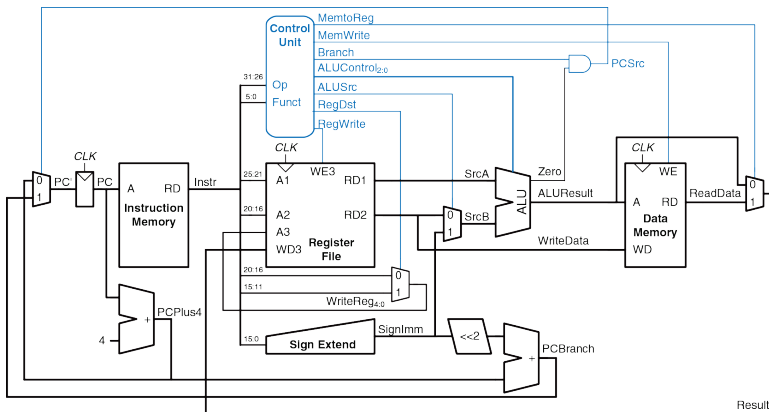 MemtoReg
Control Unit
MemWrite
Branch
ALUControl2:0
PCSrc
31:26
Op
ALUSrc
5:0
Funct
RegDst
RegWrite
CLK
CLK
CLK
WE3
Zero
WE
0
PC'
PC
1
A
RD
Instr
Instruction Memory
25:21
A1
RD1
SrcA
ALU
ALUResult
A
RD
ReadData
0
1
20:16
A2
RD2
0
SrcB
1
A3
WD3
Register File
Data Memory
WriteData
WD
20:16
0
15:11
1
WriteReg4:0
PCPlus4
+
4
SignImm
15:0
Sign Extend
<<2
+
PCBranch
Result